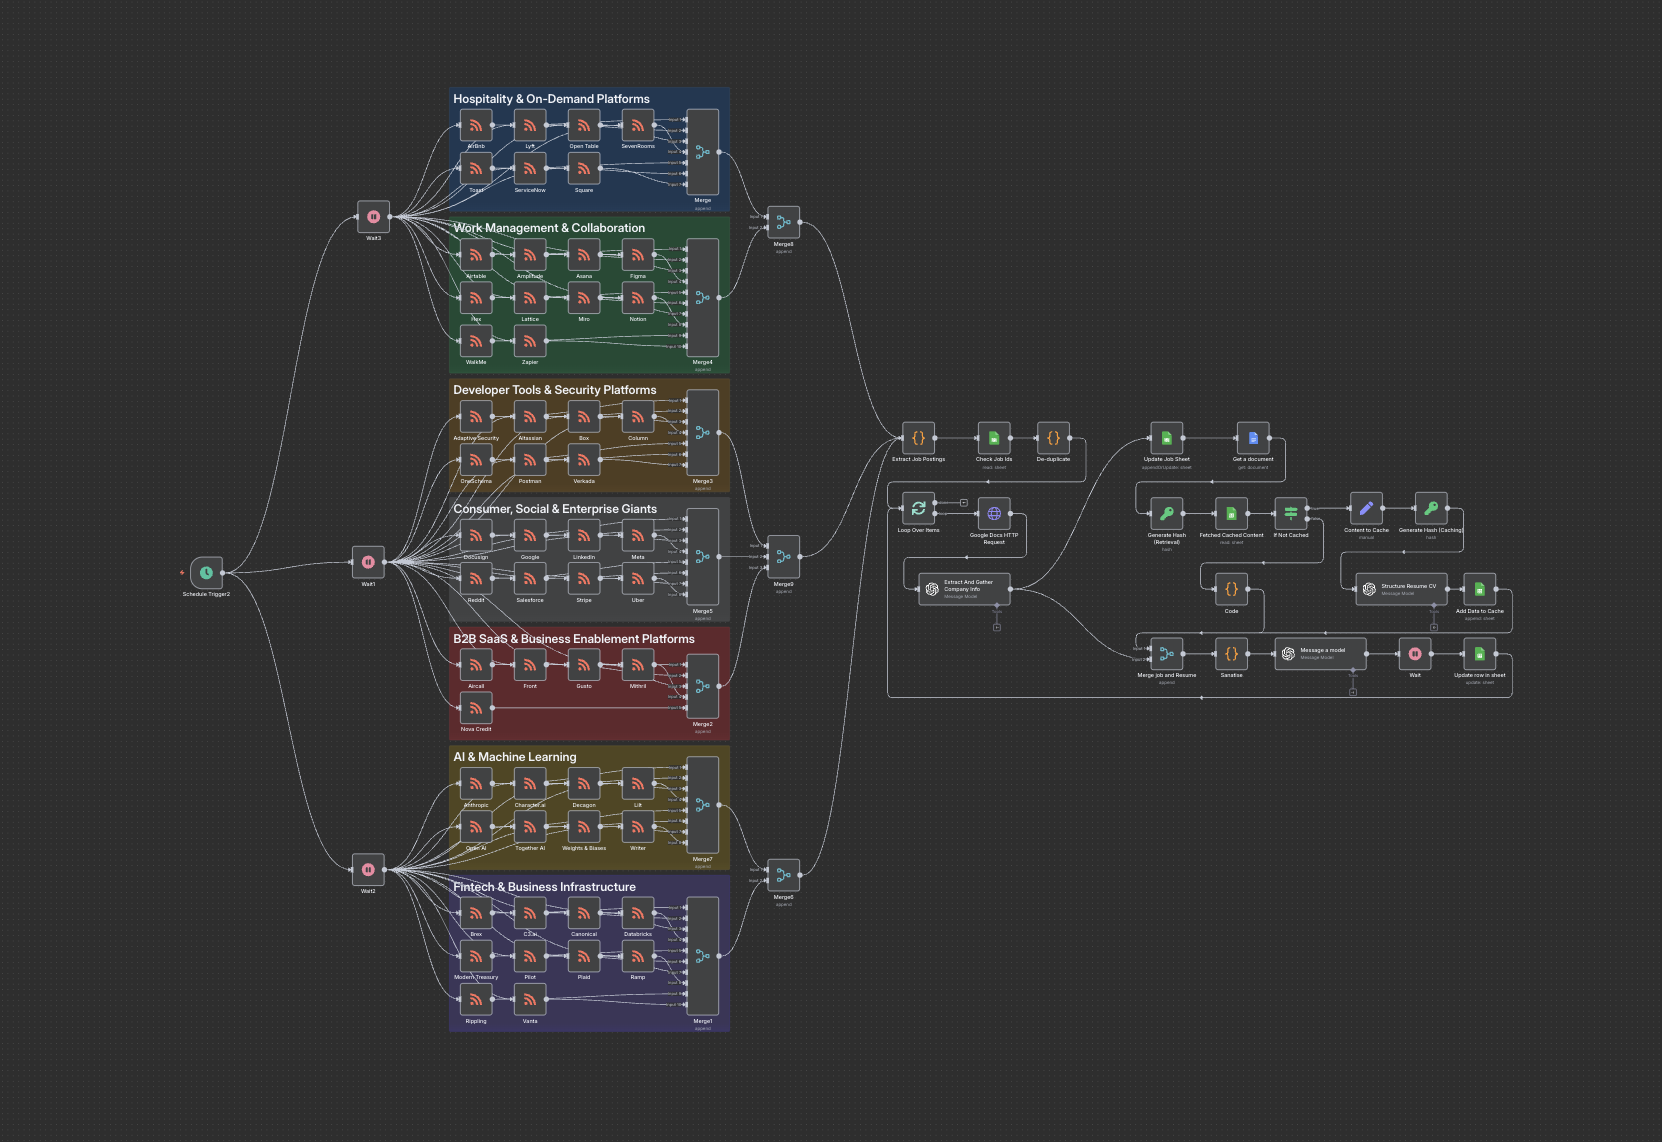 Hospitality & On-Demand Platforms
AirBnb
Lyft
Open Table
SevenRooms
Toast
ServiceNow
Square
Merge
append
Wait3
Work Management & Collaboration
Airtable
Amplitude
Asana
Figma
Hex
Lattice
Miro
Notion
WalkMe
Zapier
Merge4
append
Merge8
append
Developer Tools & Security Platforms
Adaptive Security
Atlassian
Box
Column
OneSchema
Postman
Verkada
Merge3
append
Consumer, Social & Enterprise Giants
Docusign
Google
LinkedIn
Meta
Reddit
Salesforce
Stripe
Uber
Merge5
append
Schedule Trigger2
Wait1
Merge9
append
B2B SaaS & Business Enablement Platforms
Aircall
Front
Gusto
Mithril
Nova Credit
Merge2
append
AI & Machine Learning
Anthropic
Character.ai
Decagon
Lilt
Open AI
Together AI
Weights & Biases
Writer
Merge7
append
Wait2
Merge6
append
Fintech & Business Infrastructure
Brex
C3.ai
Canonical
Databricks
Modern Treasury
Pilot
Plaid
Ramp
Rippling
Vanta
Merge1
append
Extract Job Postings
Check Job Ids
read: sheet
De-duplicate
Loop Over Items
Google Docs HTTP
Request
Extract And Gather
Company Info
Message Model
Tools
Update Job Sheet
appendOrUpdate: sheet
Get a document
get: document
Generate Hash
(Retrieval)
hash
Fetched Cached Content
read: sheet
If Not Cached
Content to Cache
manual
Generate Hash (Caching)
hash
Code
Structure Resume CV
Message Model
Tools
Add Data to Cache
append: sheet
Merge job and Resume
append
Sanatise
Message a model
Message Model
Tools
Wait
Update row in sheet
update: sheet